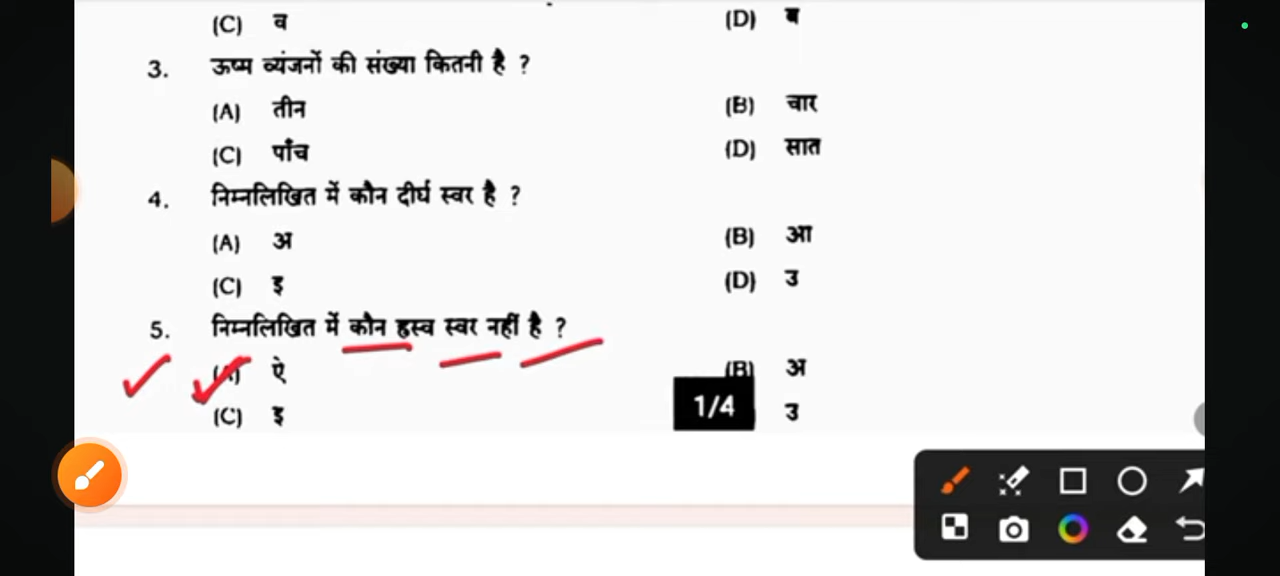 (C) व (D) ब
3. ऊष्म व्यंजनों की संख्या कितनी है ?
(A) तीन (B) चार
(C) पाँच (D) सात
4. निम्नलिखित में कौन दीर्घ स्वर है ?
(A) अ (B) आ
(C) इ (D) उ
5. निम्नलिखित में कौन ह्रस्व स्वर नहीं है ?
(A) ऐ (B) अ
(C) इ 1/4 उ